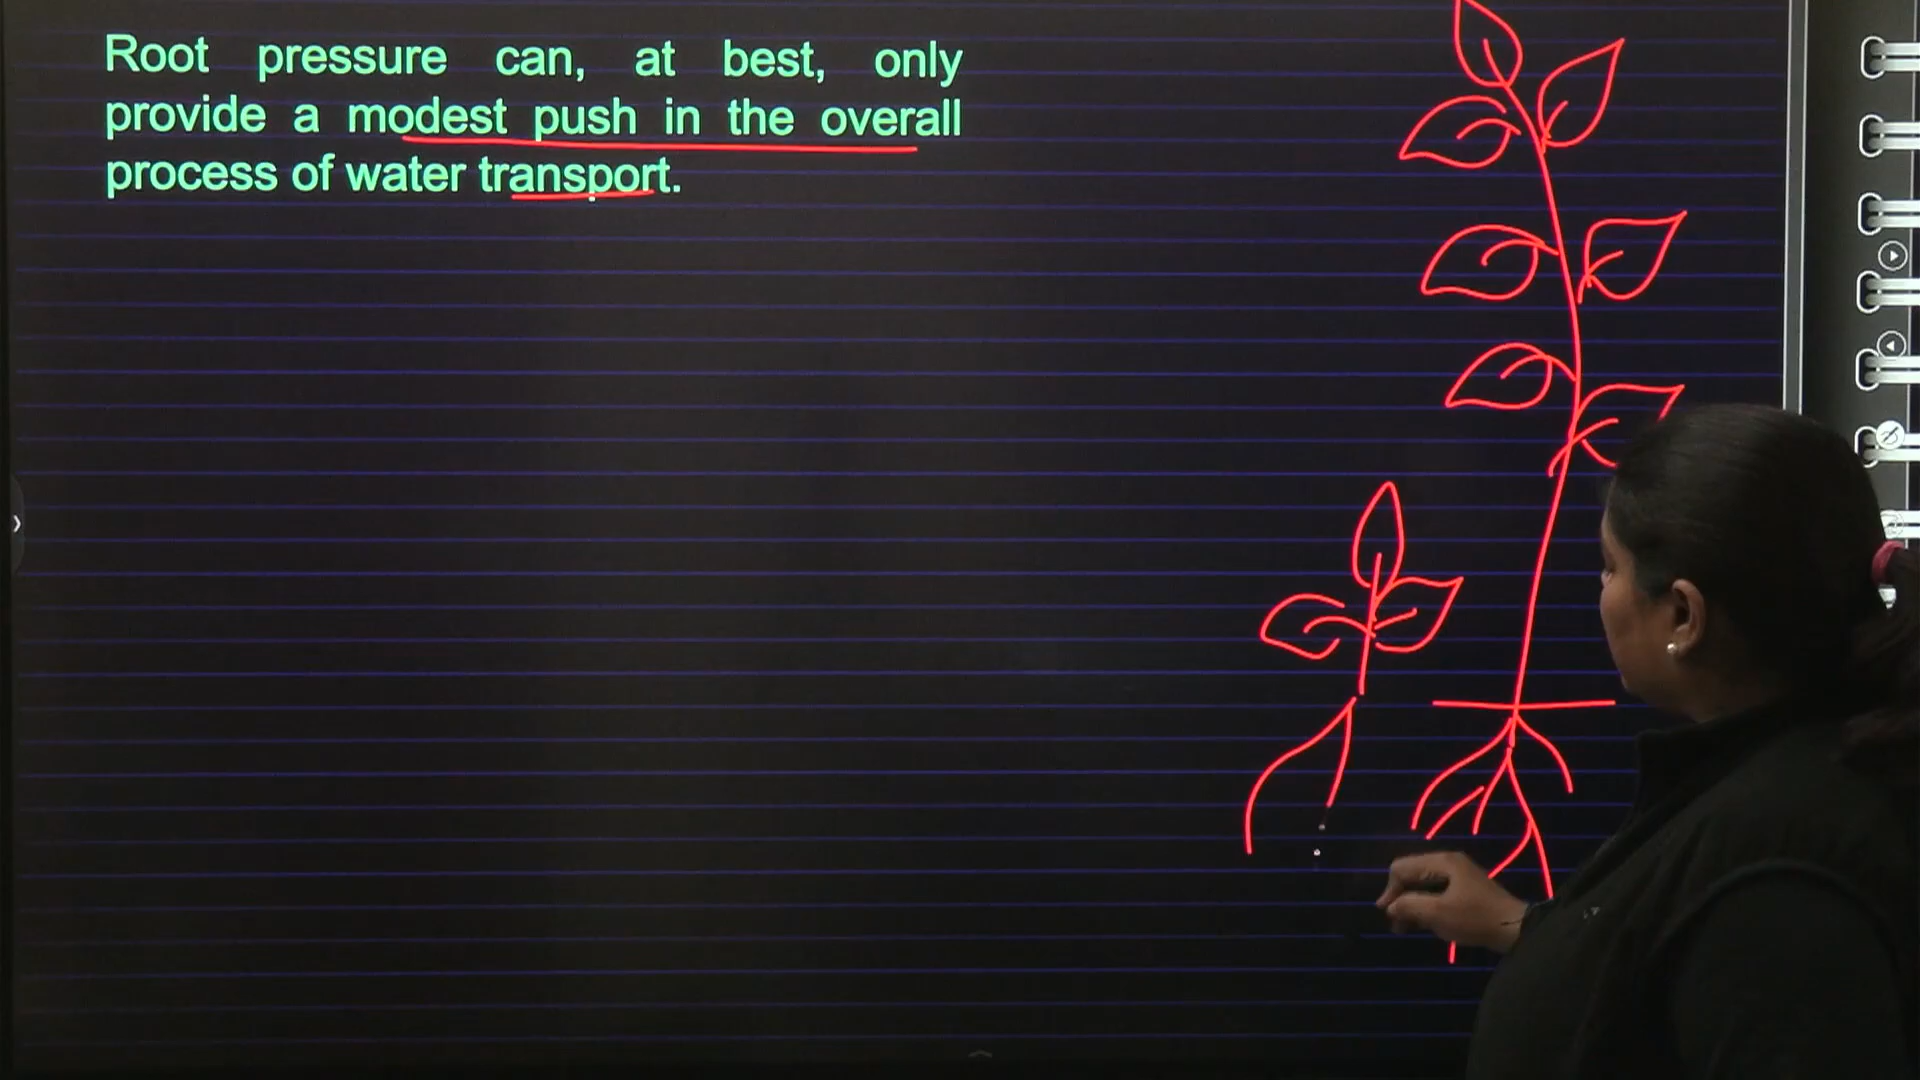 Root pressure can, at best, only
provide a modest push in the overall
process of water transport.